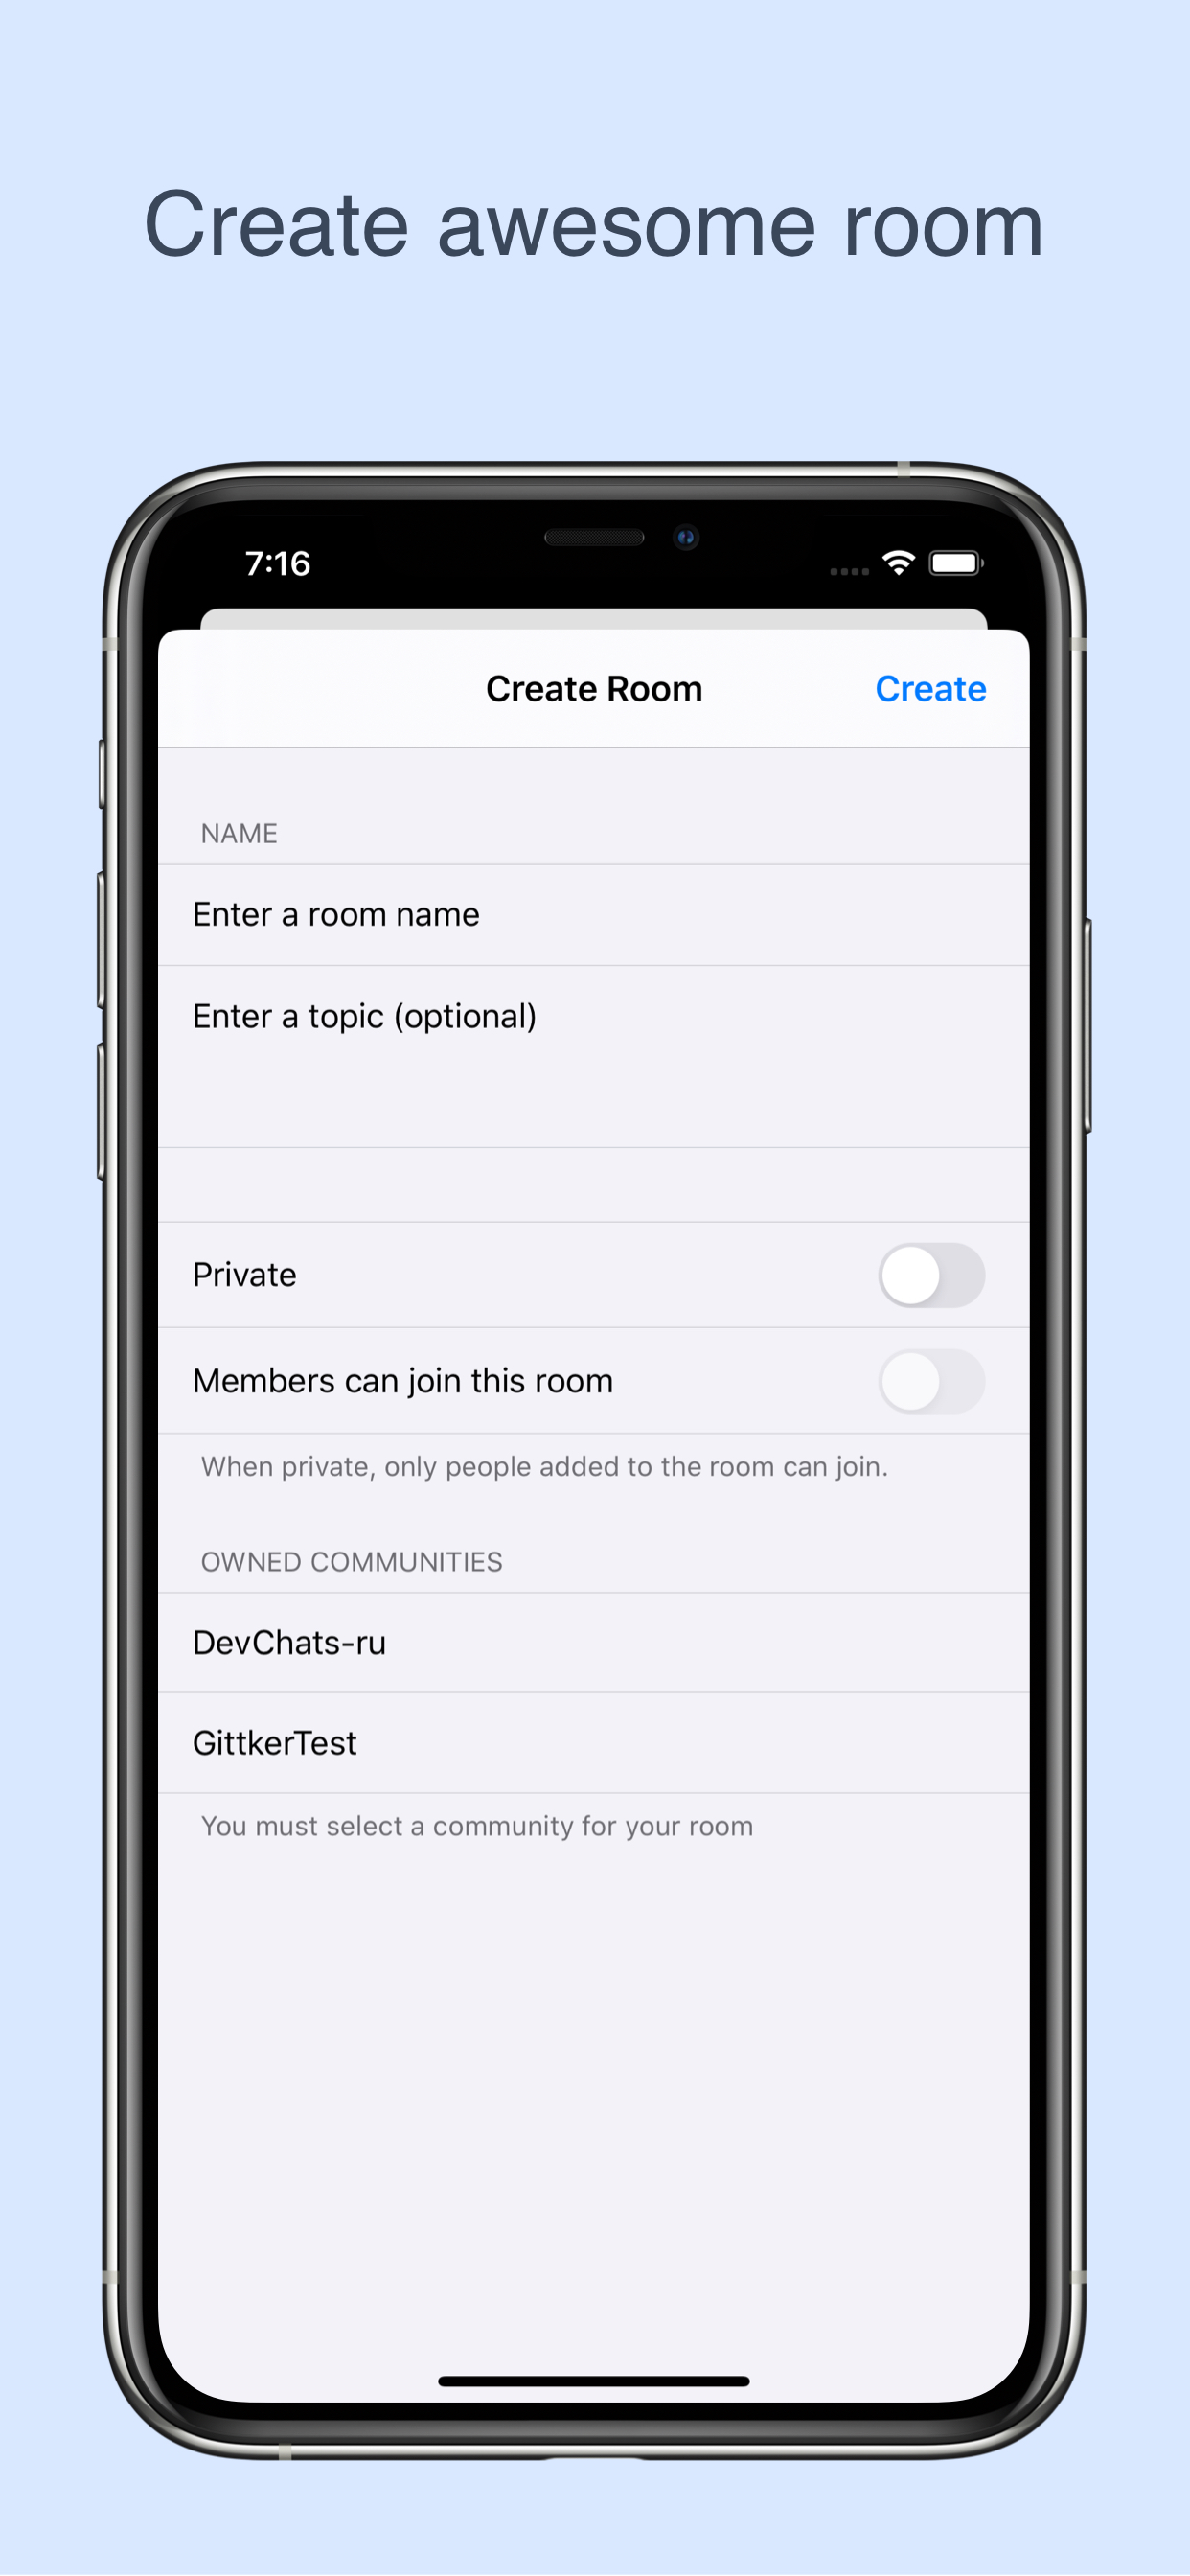 Create awesome room
7:16
Create Room
Create
NAME
Enter a room name
Enter a topic (optional)
Private
Members can join this room
When private, only people added to the room can join.
OWNED COMMUNITIES
DevChats-ru
GittkerTest
You must select a community for your room